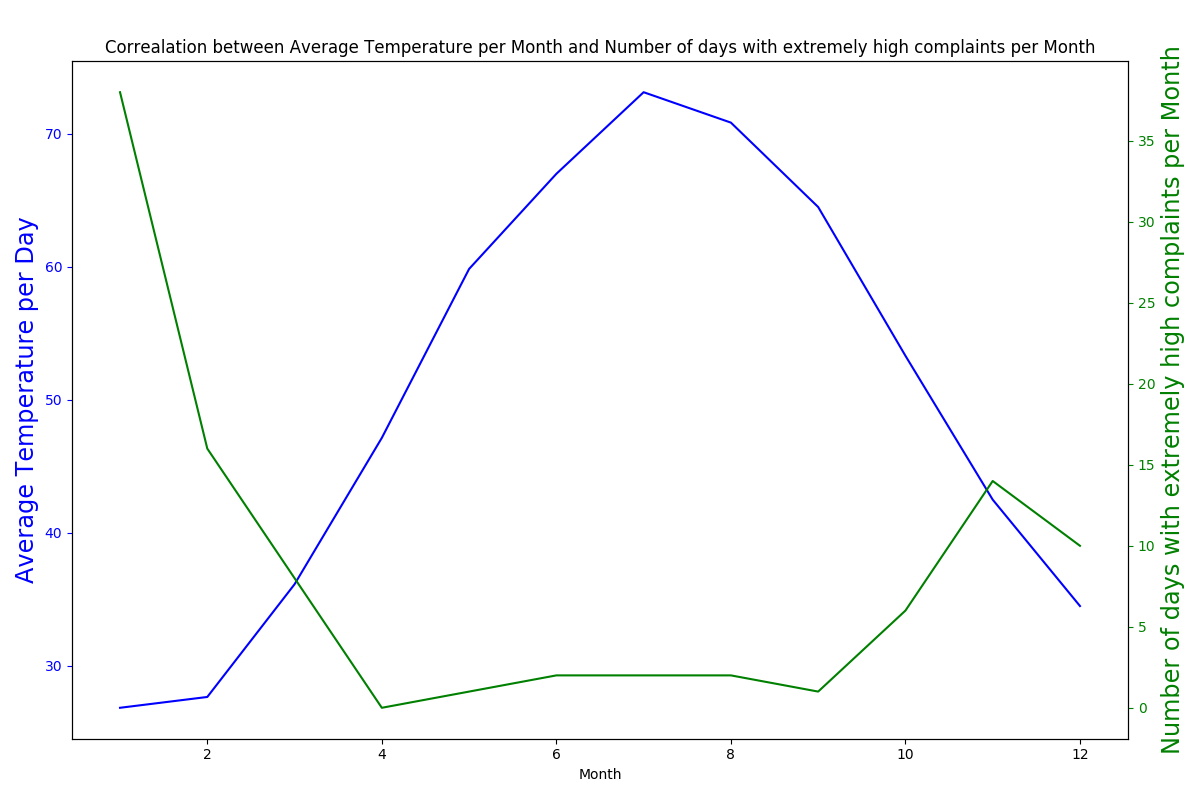 Correalation between Average Temperature per Month and Number of days with extremely high complaints per Month
Average Temperature per Day
70
60
50
40
30
35
30
25
20
15
10
5
0
Number of days with extremely high complaints per Month
2 4 6 8 10 12
Month